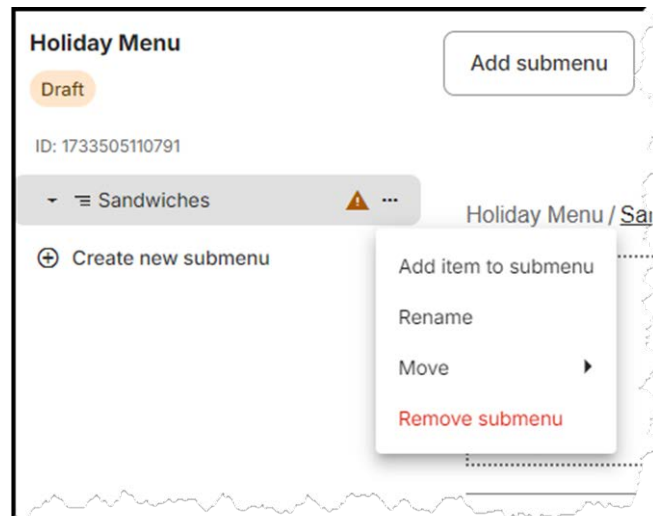 Holiday Menu
Draft
ID: 1733505110791
Sandwiches
Create new submenu
Add submenu
Holiday Menu /
Add item to submenu
Rename
Move
Remove submenu